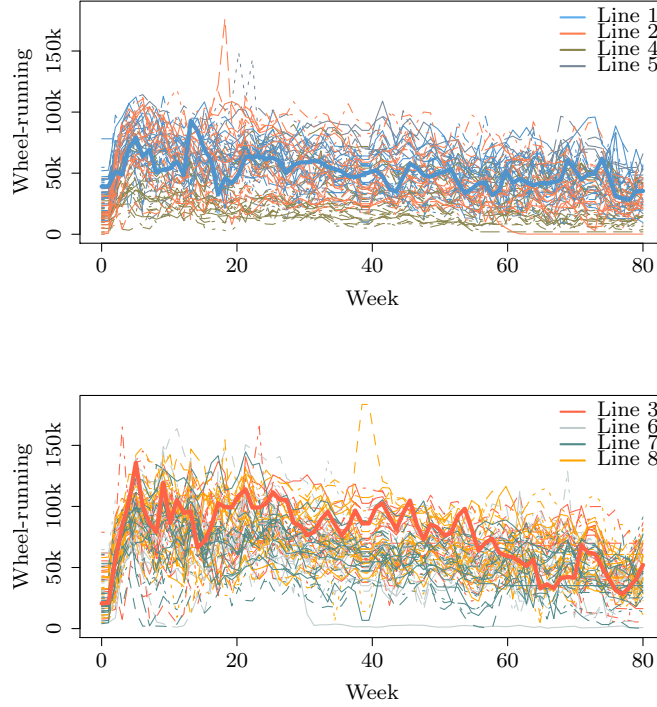 Line 1
Line 2
Line 4
Line 5
Wheel-running
150k
100k
50k
0
0 20 40 60 80
Week
Line 3
Line 6
Line 7
Line 8
Wheel-running
150k
100k
50k
0
0 20 40 60 80
Week